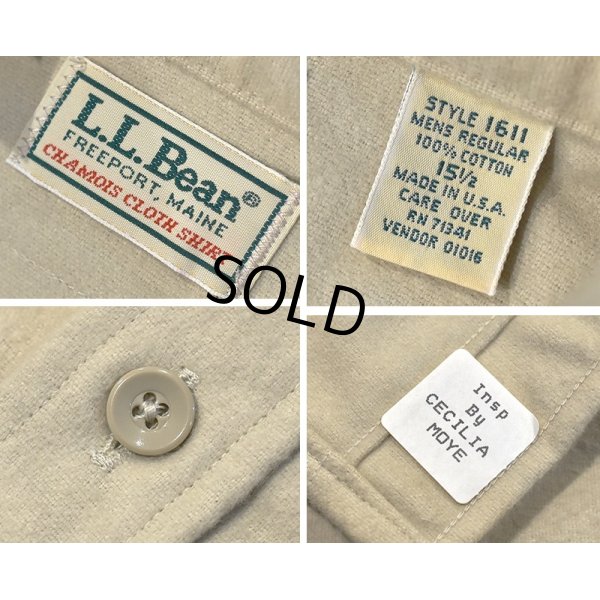 L.L.Bean®
FREEPORT, MAINE
CHAMOIS CLOTH SHIRT
STYLE 1611
MENS REGULAR
100% COTTON
15½
MADE IN U.S.A.
CARE OVER
RN 71341
VENDOR 01016
SOLD
Insp
By
CECILIA
MOYE